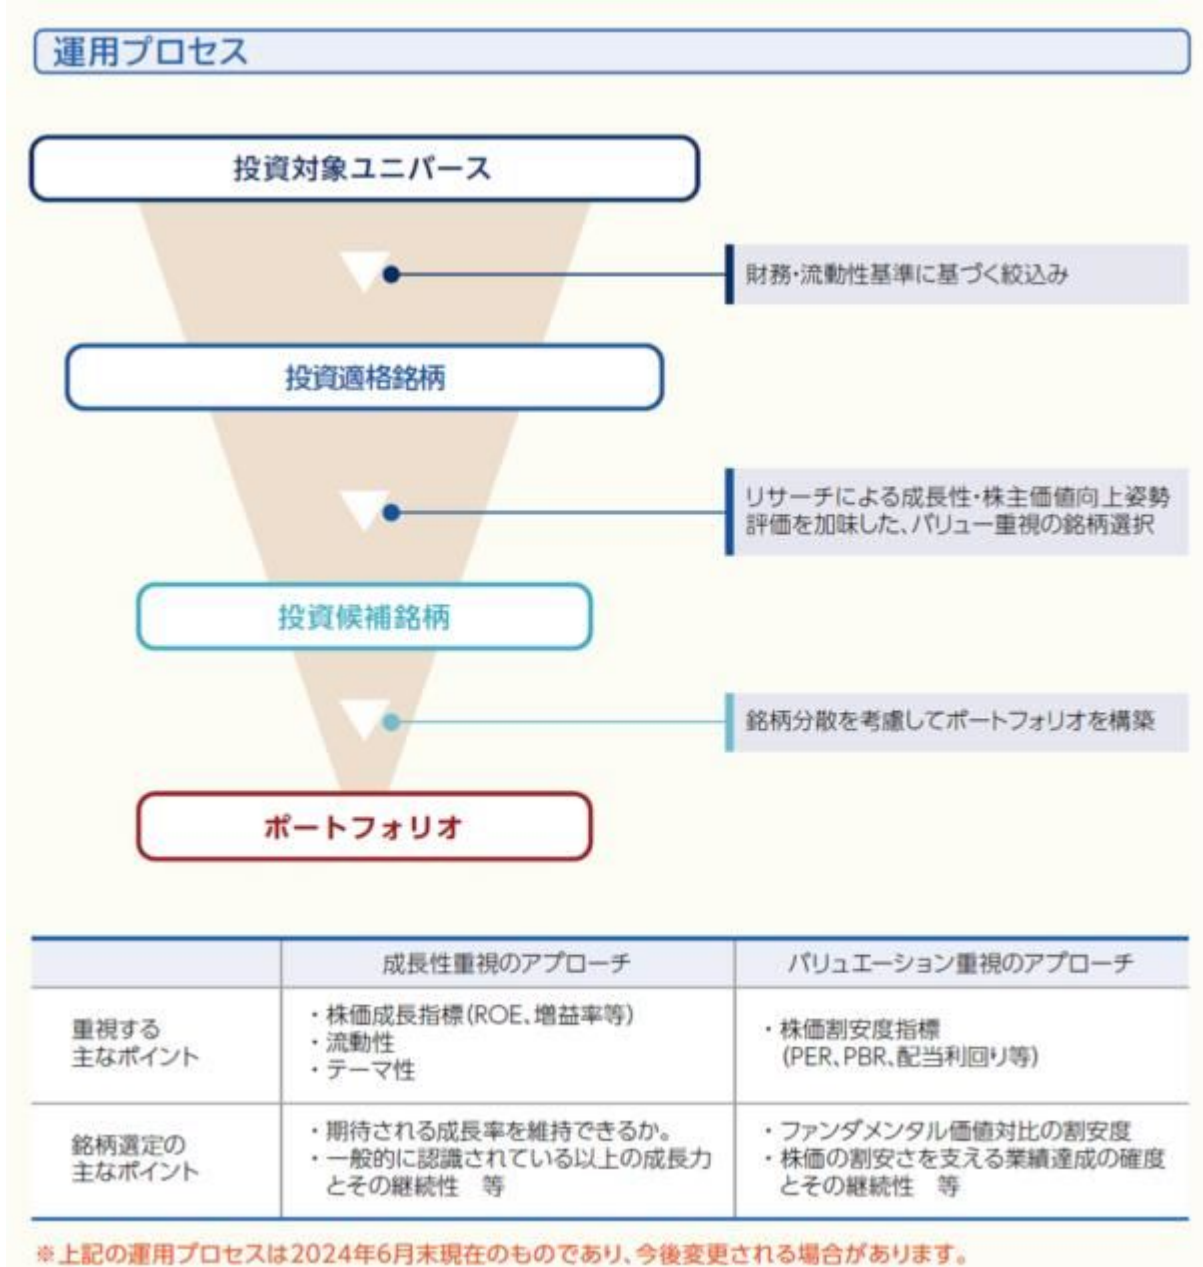 運用プロセス
投資対象ユニバース
財務・流動性基準に基づく絞込み
投資適格銘柄
リサーチによる成長性・株主価値向上姿勢
評価を加味した、バリュー重視の銘柄選択
投資候補銘柄
銘柄分散を考慮してポートフォリオを構築
ポートフォリオ
成長性重視のアプローチ
バリュエーション重視のアプローチ
重視する
主なポイント
・株価成長指標(ROE、増益率等)
・流動性
・テーマ性
・株価割安度指標
(PER、PBR、配当利回り等)
銘柄選定の
主なポイント
・期待される成長率を維持できるか。
・一般的に認識されている以上の成長力
とその継続性　等
・ファンダメンタル価値対比の割安度
・株価の割安さを支える業績達成の確度
とその継続性　等
※上記の運用プロセスは2024年6月末現在のものであり、今後変更される場合があります。